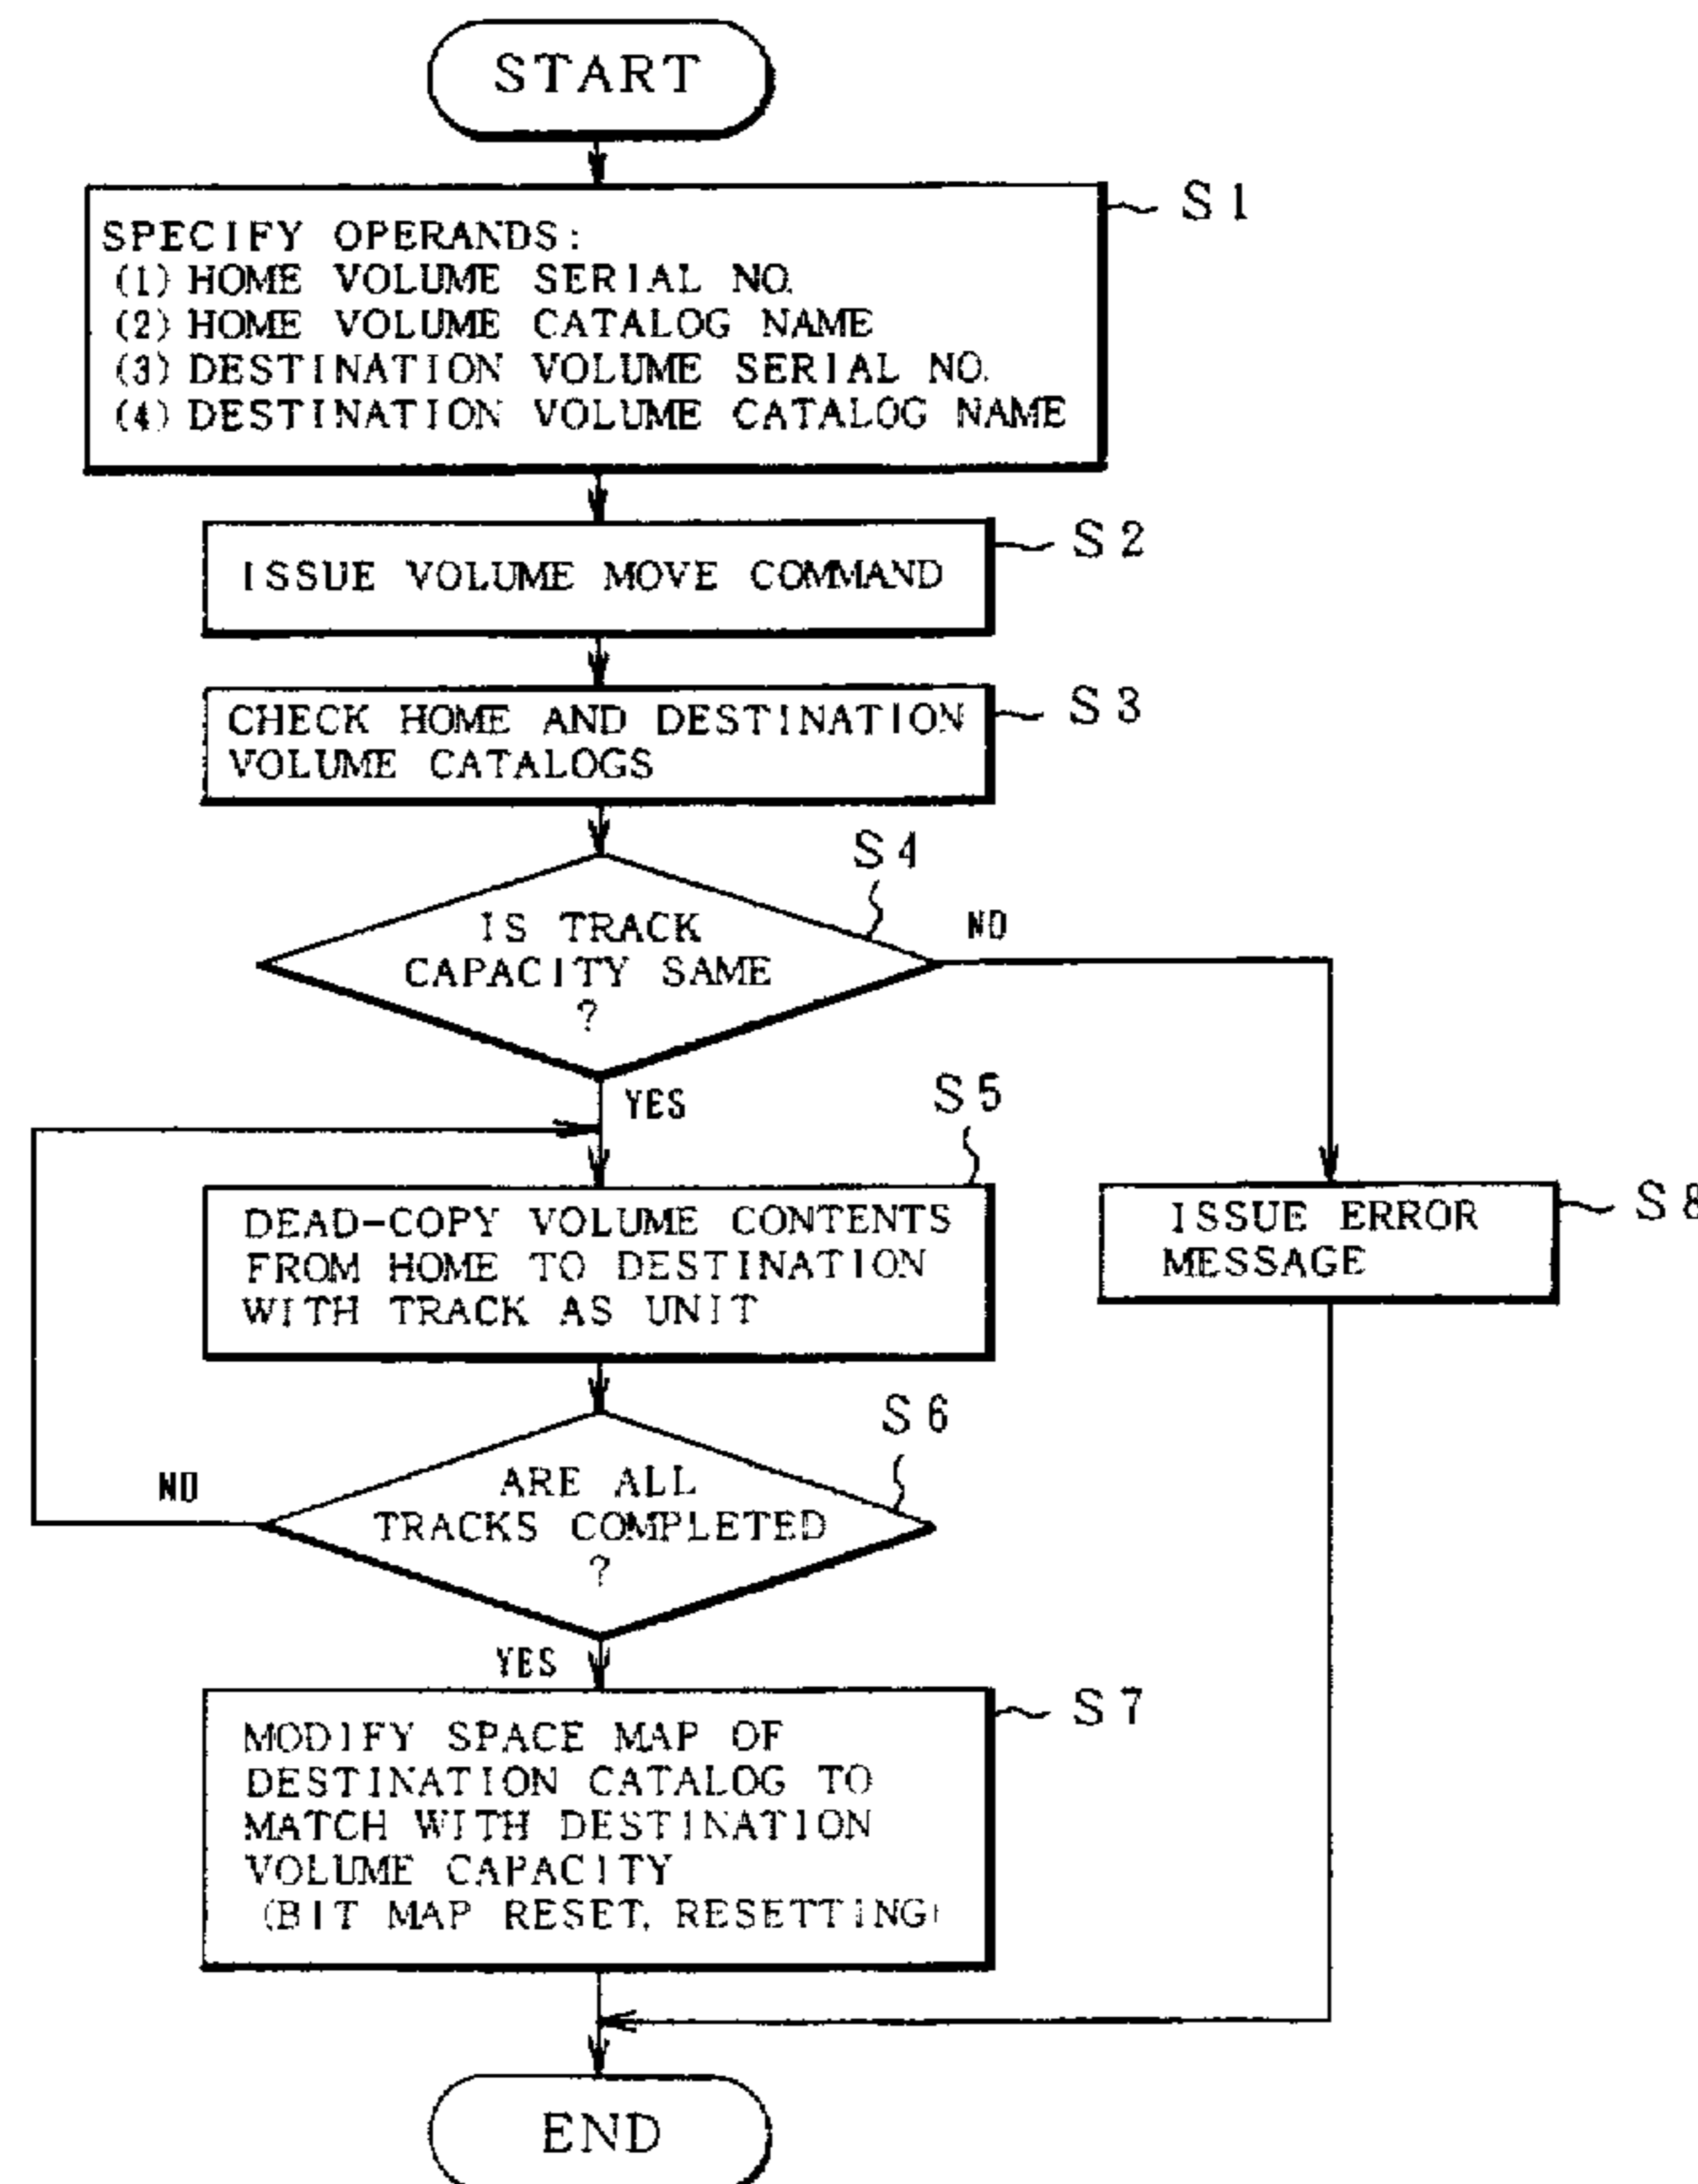 START
S1
SPECIFY OPERANDS:
(1) HOME VOLUME SERIAL NO.
(2) HOME VOLUME CATALOG NAME
(3) DESTINATION VOLUME SERIAL NO.
(4) DESTINATION VOLUME CATALOG NAME
S2
ISSUE VOLUME MOVE COMMAND
S3
CHECK HOME AND DESTINATION
VOLUME CATALOGS
S4
IS TRACK
CAPACITY SAME
?
NO
YES
S5
DEAD-COPY VOLUME CONTENTS
FROM HOME TO DESTINATION
WITH TRACK AS UNIT
S8
ISSUE ERROR
MESSAGE
S6
ARE ALL
TRACKS COMPLETED
?
NO
YES
S7
MODIFY SPACE MAP OF
DESTINATION CATALOG TO
MATCH WITH DESTINATION
VOLUME CAPACITY
(BIT MAP RESET, RESETTING)
END